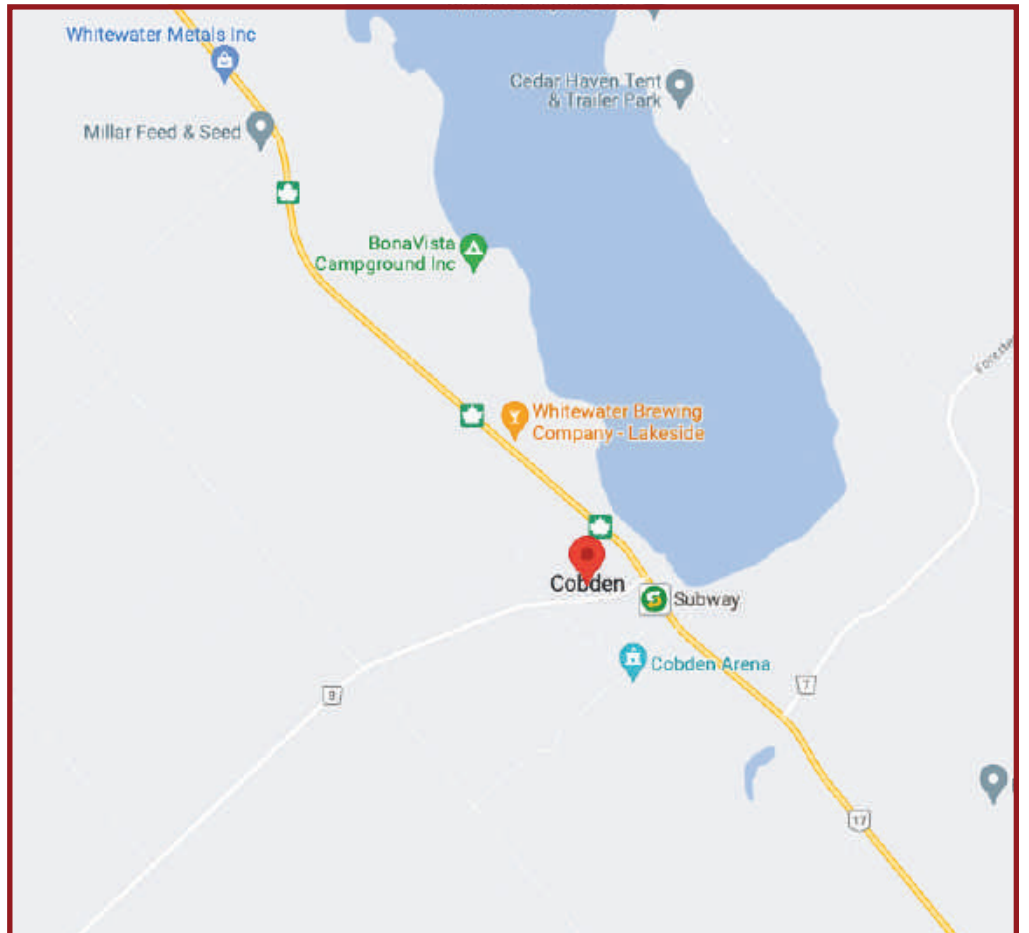 Whitewater Metals Inc
Cedar Haven Tent
& Trailer Park
Millar Feed & Seed
BonaVista
Campground Inc
Whitewater Brewing
Company - Lakeside
Cobden
Subway
Cobden Arena
7
9
17